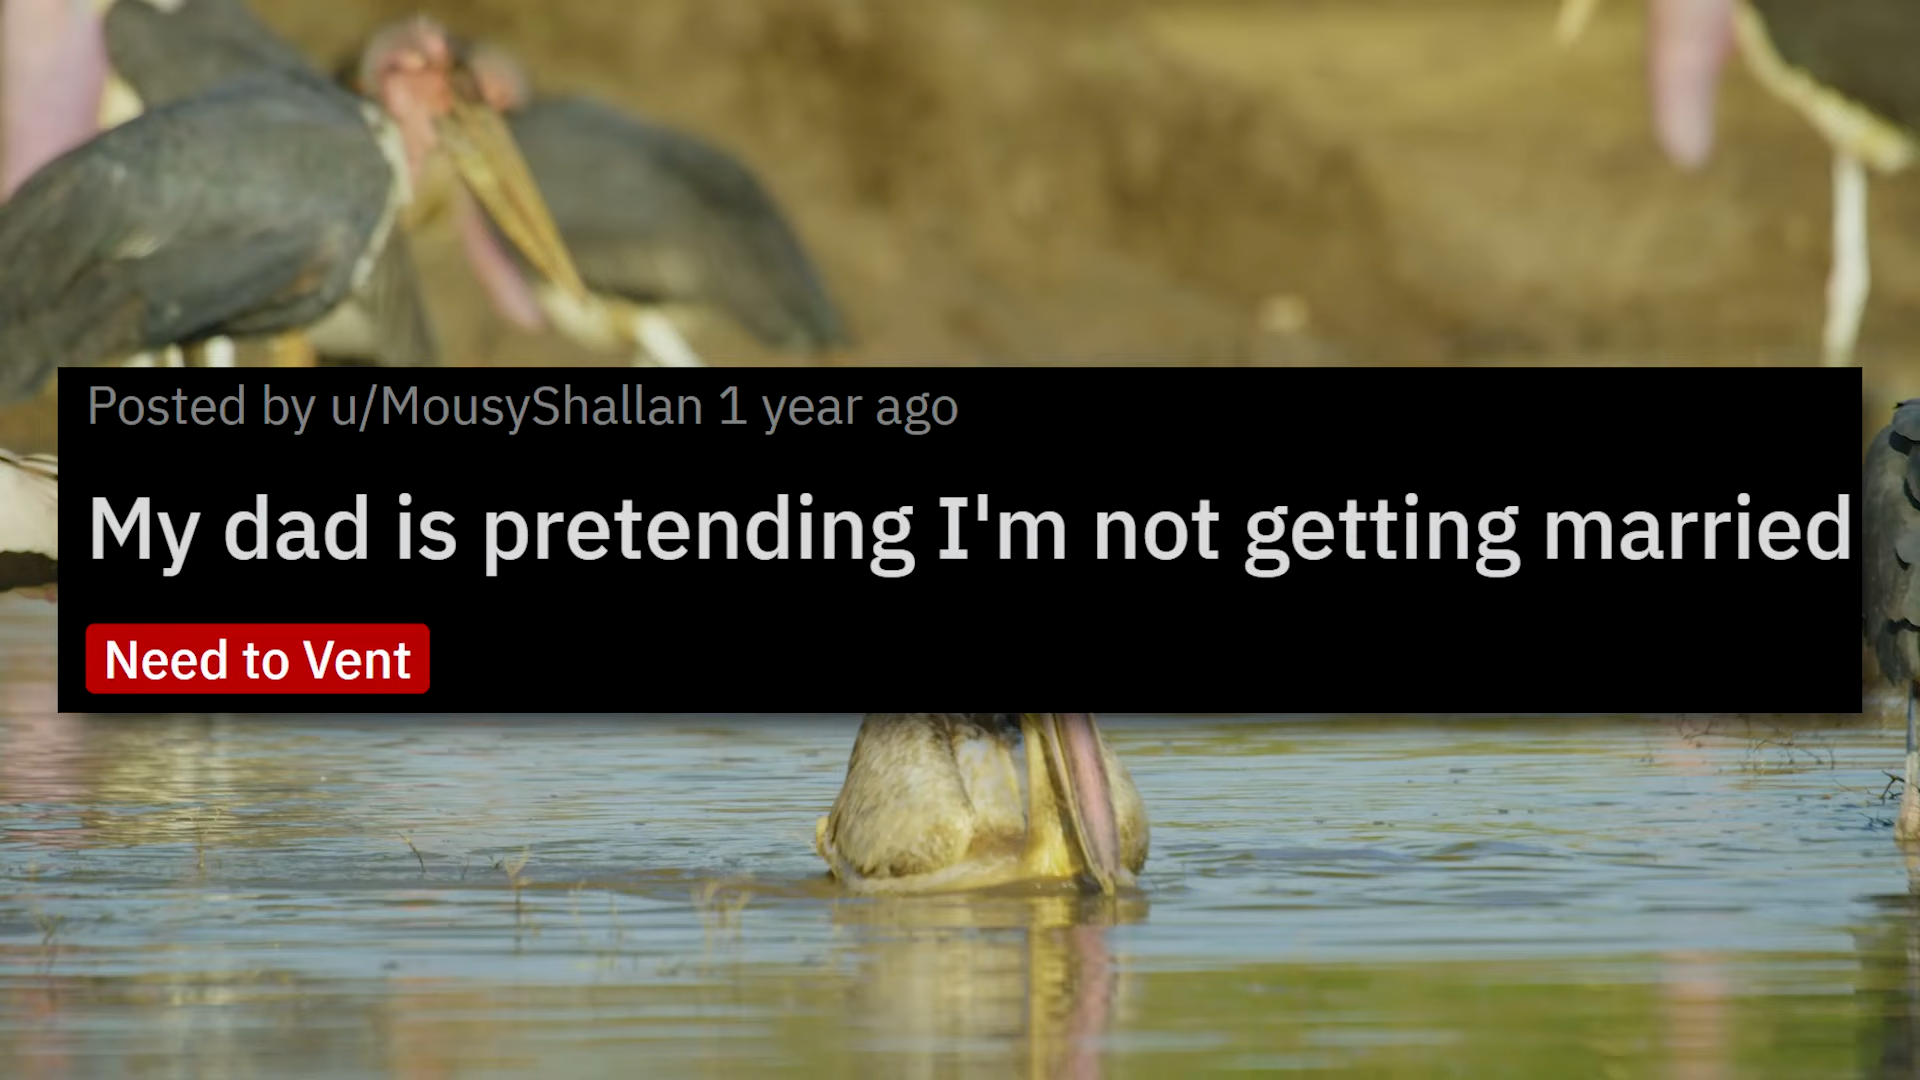 Posted by u/MousyShallan 1 year ago
My dad is pretending I'm not getting married
Need to Vent